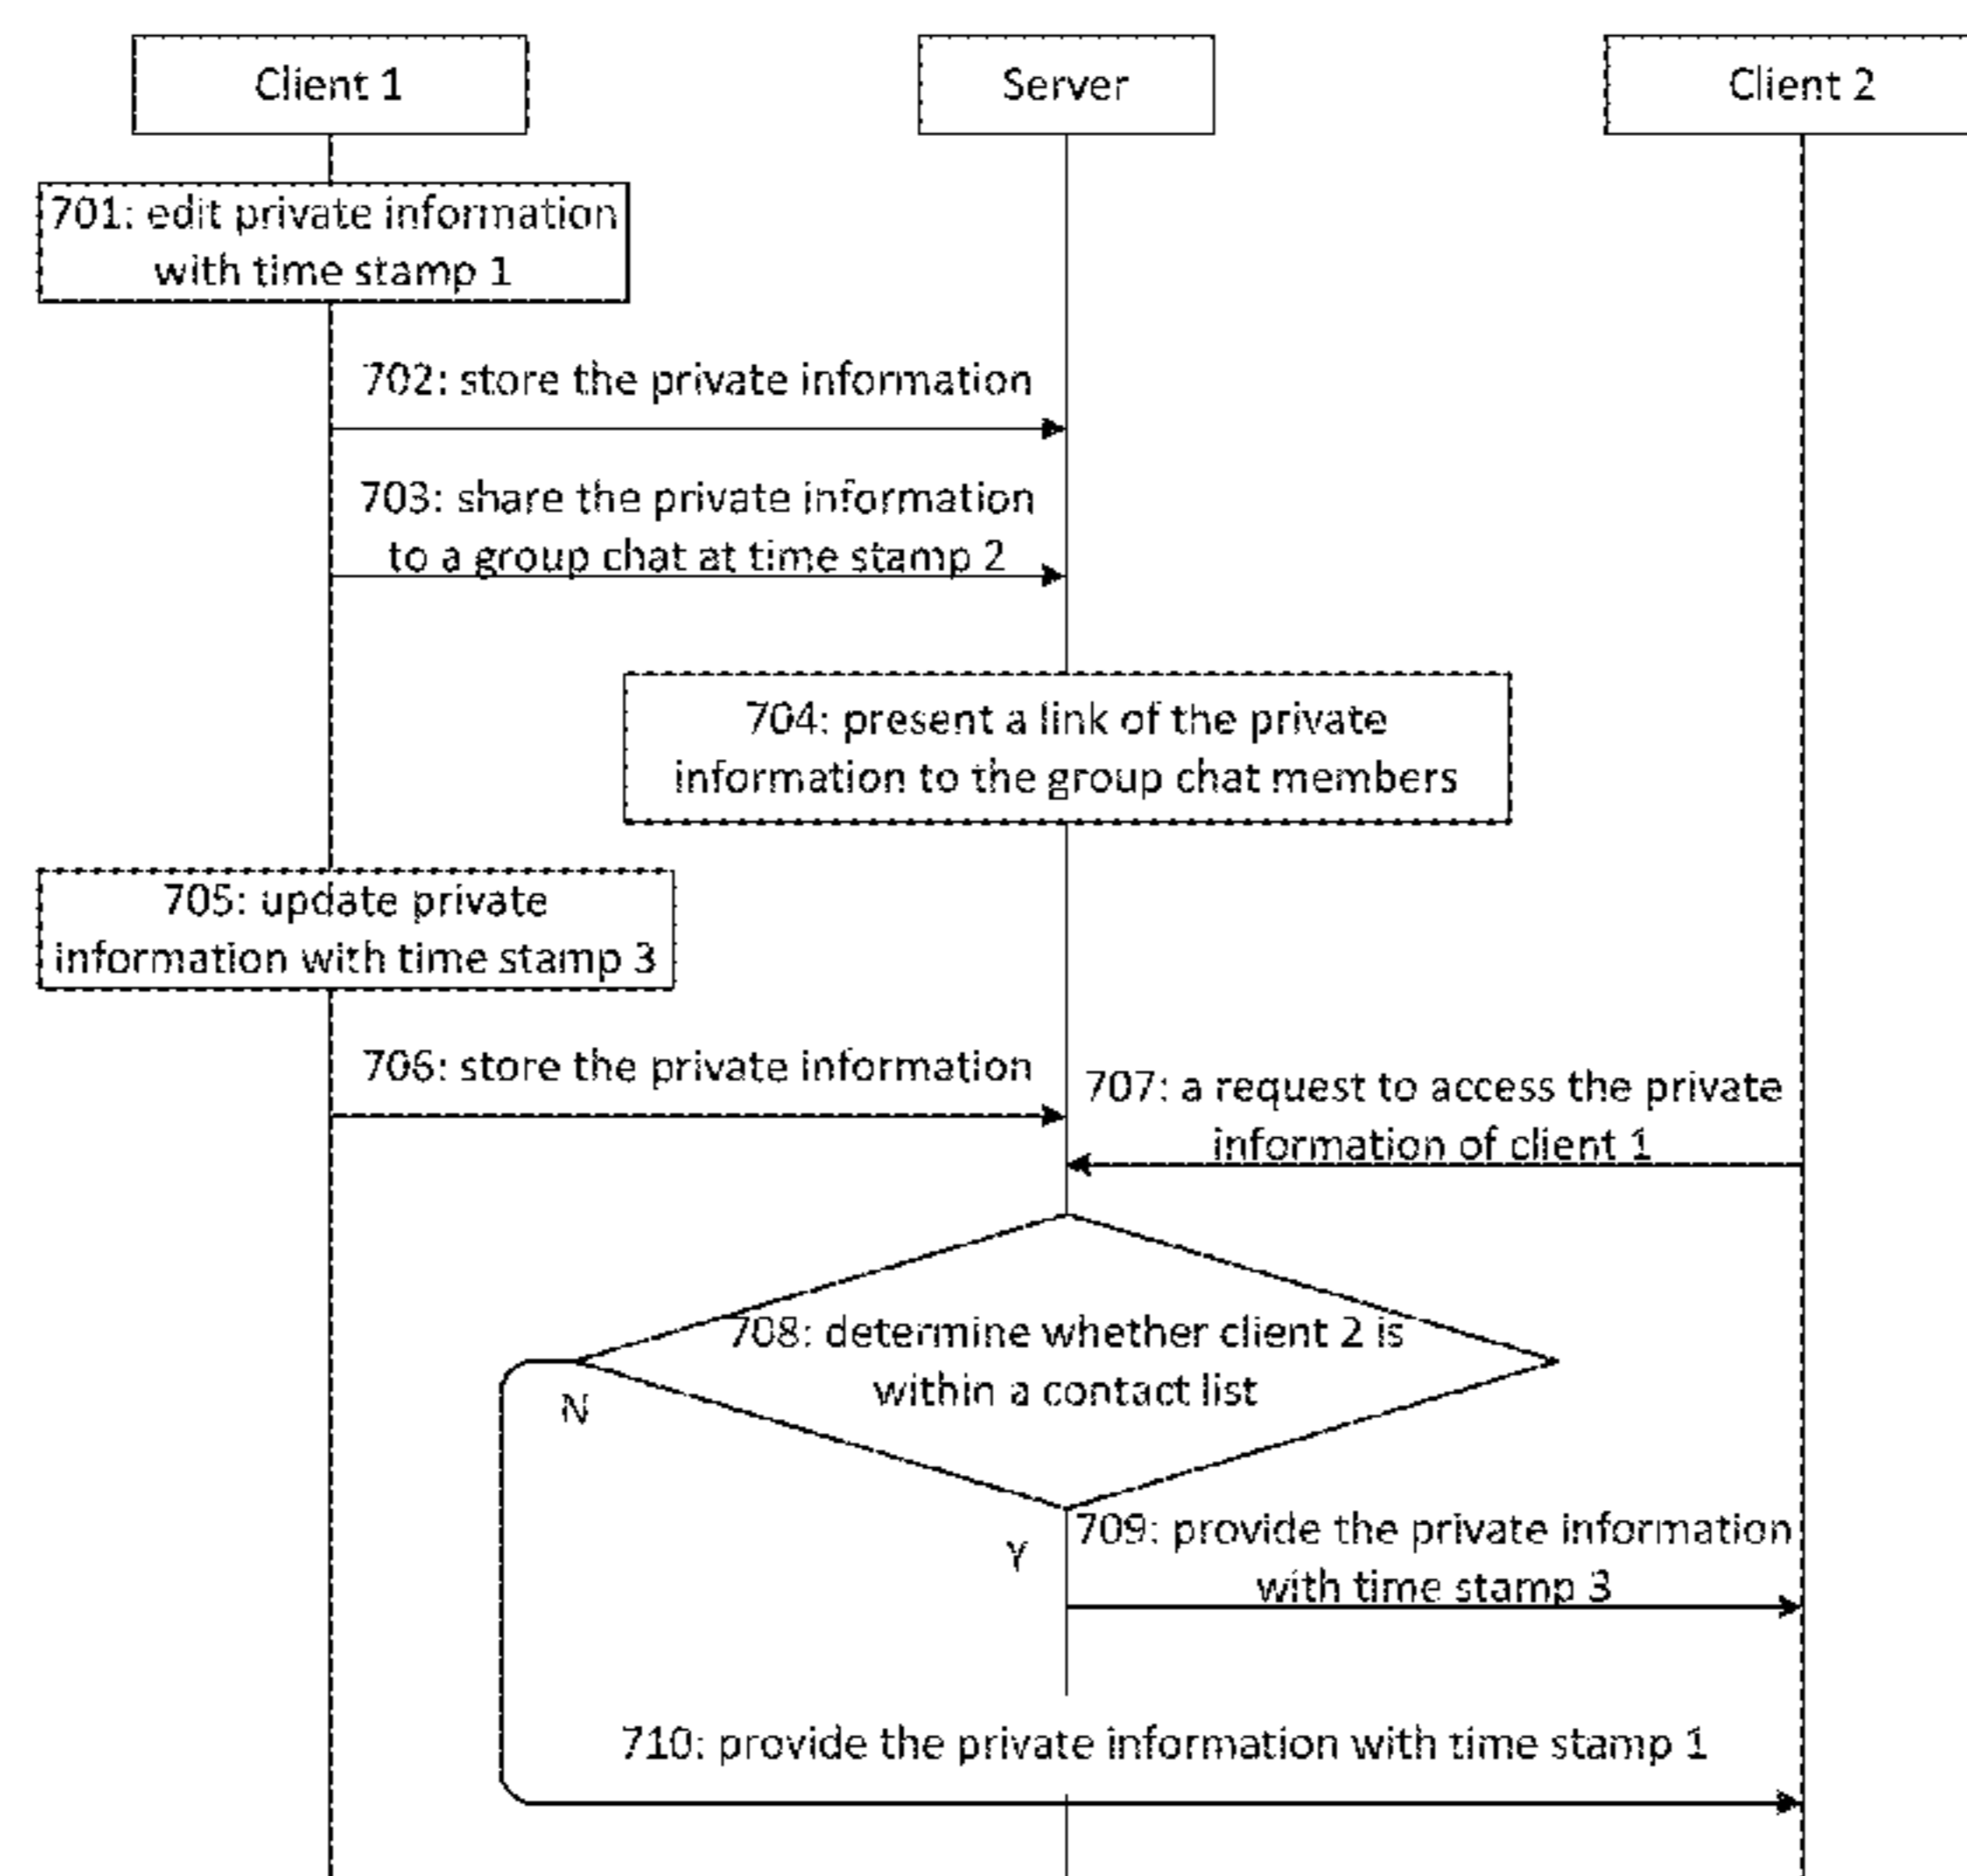 Client 1
Server
Client 2
701: edit private information
with time stamp 1
702: store the private information
703: share the private information
to a group chat at time stamp 2
704: present a link of the private
information to the group chat members
705: update private
information with time stamp 3
706: store the private information
707: a request to access the private
information of client 1
708: determine whether client 2 is
within a contact list
N
Y
709: provide the private information
with time stamp 3
710: provide the private information with time stamp 1